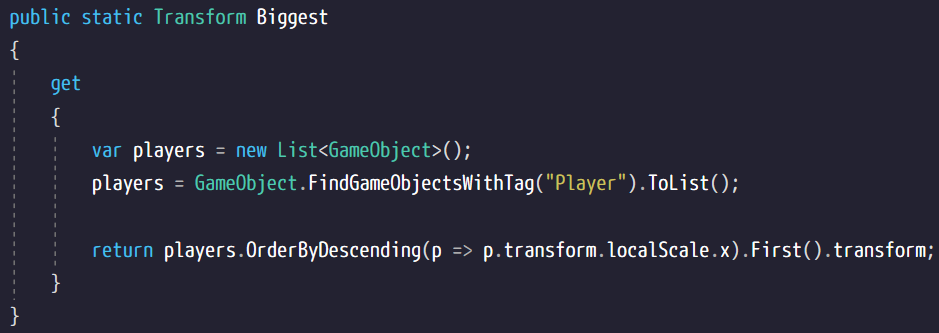 public static Transform Biggest
{
get
{
var players = new List<GameObject>();
players = GameObject.FindGameObjectsWithTag("Player").ToList();
return players.OrderByDescending(p => p.transform.localScale.x).First().transform;
}
}